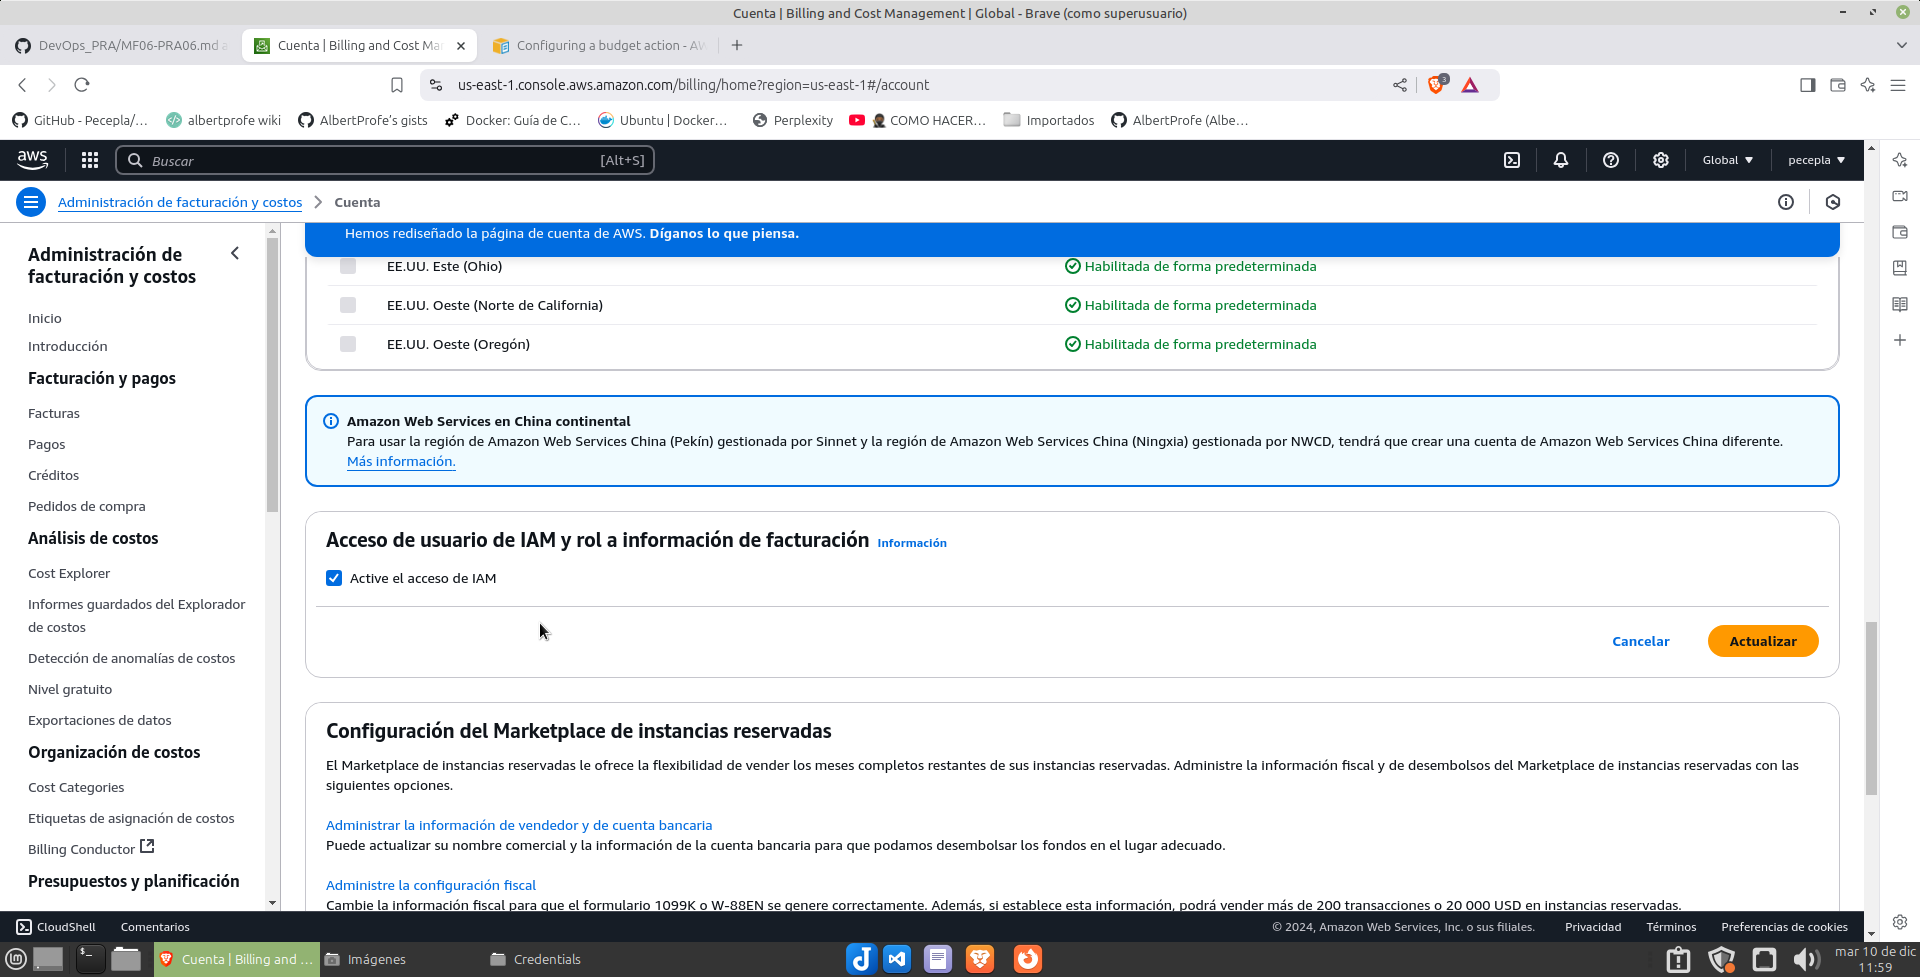 Cuenta | Billing and Cost Management | Global - Brave (como superusuario)
DevOps_PRA/MF06-PRA06.md a
Cuenta | Billing and Cost Ma
Configuring a budget action - AW
us-east-1.console.aws.amazon.com/billing/home?region=us-east-1#/account
3
GitHub - Pecepla/...
albertprofe wiki
AlbertProfe's gists
Docker: Guía de C...
Ubuntu | Docker...
Perplexity
COMO HACER...
Importados
AlbertProfe (Albe...
aws
Buscar
[Alt+S]
Global
pecepla
Administración de facturación y costos
Cuenta
Administración de
facturación y costos
Inicio
Introducción
Facturación y pagos
Facturas
Pagos
Créditos
Pedidos de compra
Análisis de costos
Cost Explorer
Informes guardados del Explorador
de costos
Detección de anomalías de costos
Nivel gratuito
Exportaciones de datos
Organización de costos
Cost Categories
Etiquetas de asignación de costos
Billing Conductor
Presupuestos y planificación
Hemos rediseñado la página de cuenta de AWS. Díganos lo que piensa.
EE.UU. Este (Ohio)
Habilitada de forma predeterminada
EE.UU. Oeste (Norte de California)
Habilitada de forma predeterminada
EE.UU. Oeste (Oregón)
Habilitada de forma predeterminada
Amazon Web Services en China continental
Para usar la región de Amazon Web Services China (Pekín) gestionada por Sinnet y la región de Amazon Web Services China (Ningxia) gestionada por NWCD, tendrá que crear una cuenta de Amazon Web Services China diferente.
Más información.
Acceso de usuario de IAM y rol a información de facturación
Información
Active el acceso de IAM
Cancelar
Actualizar
Configuración del Marketplace de instancias reservadas
El Marketplace de instancias reservadas le ofrece la flexibilidad de vender los meses completos restantes de sus instancias reservadas. Administre la información fiscal y de desembolsos del Marketplace de instancias reservadas con las
siguientes opciones.
Administrar la información de vendedor y de cuenta bancaria
Puede actualizar su nombre comercial y la información de la cuenta bancaria para que podamos desembolsar los fondos en el lugar adecuado.
Administre la configuración fiscal
Cambie la información fiscal para que el formulario 1099K o W-88EN se genere correctamente. Además, si establece esta información, podrá vender más de 200 transacciones o 20 000 USD en instancias reservadas.
CloudShell
Comentarios
© 2024, Amazon Web Services, Inc. o sus filiales.
Privacidad
Términos
Preferencias de cookies
Cuenta | Billing and ...
Imágenes
Credentials
mar 10 de dic
11:59